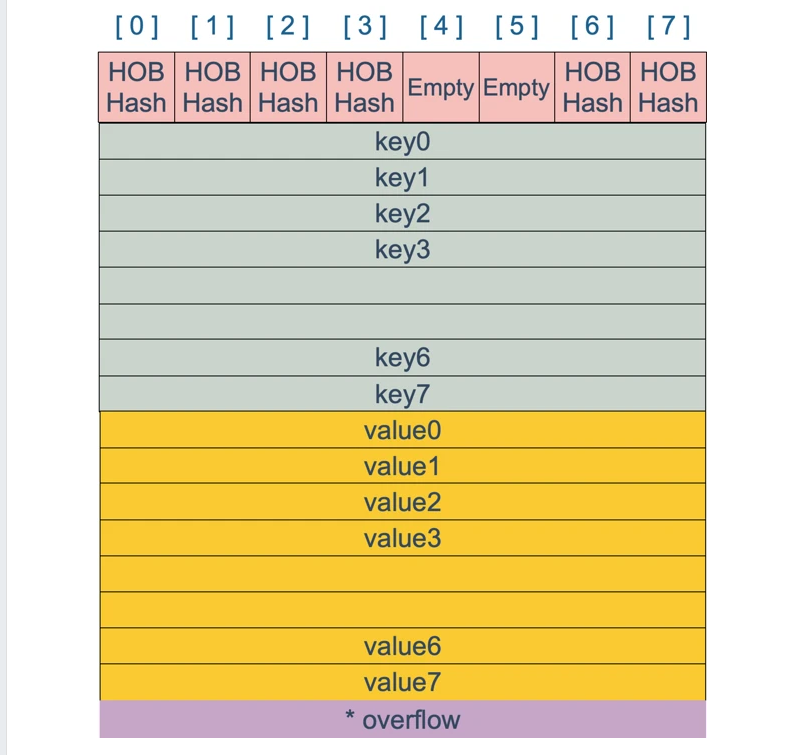 [0] [1] [2] [3] [4] [5] [6] [7]
HOB HOB HOB HOB Empty Empty HOB HOB
Hash Hash Hash Hash Hash Hash
key0
key1
key2
key3
key6
key7
value0
value1
value2
value3
value6
value7
* overflow